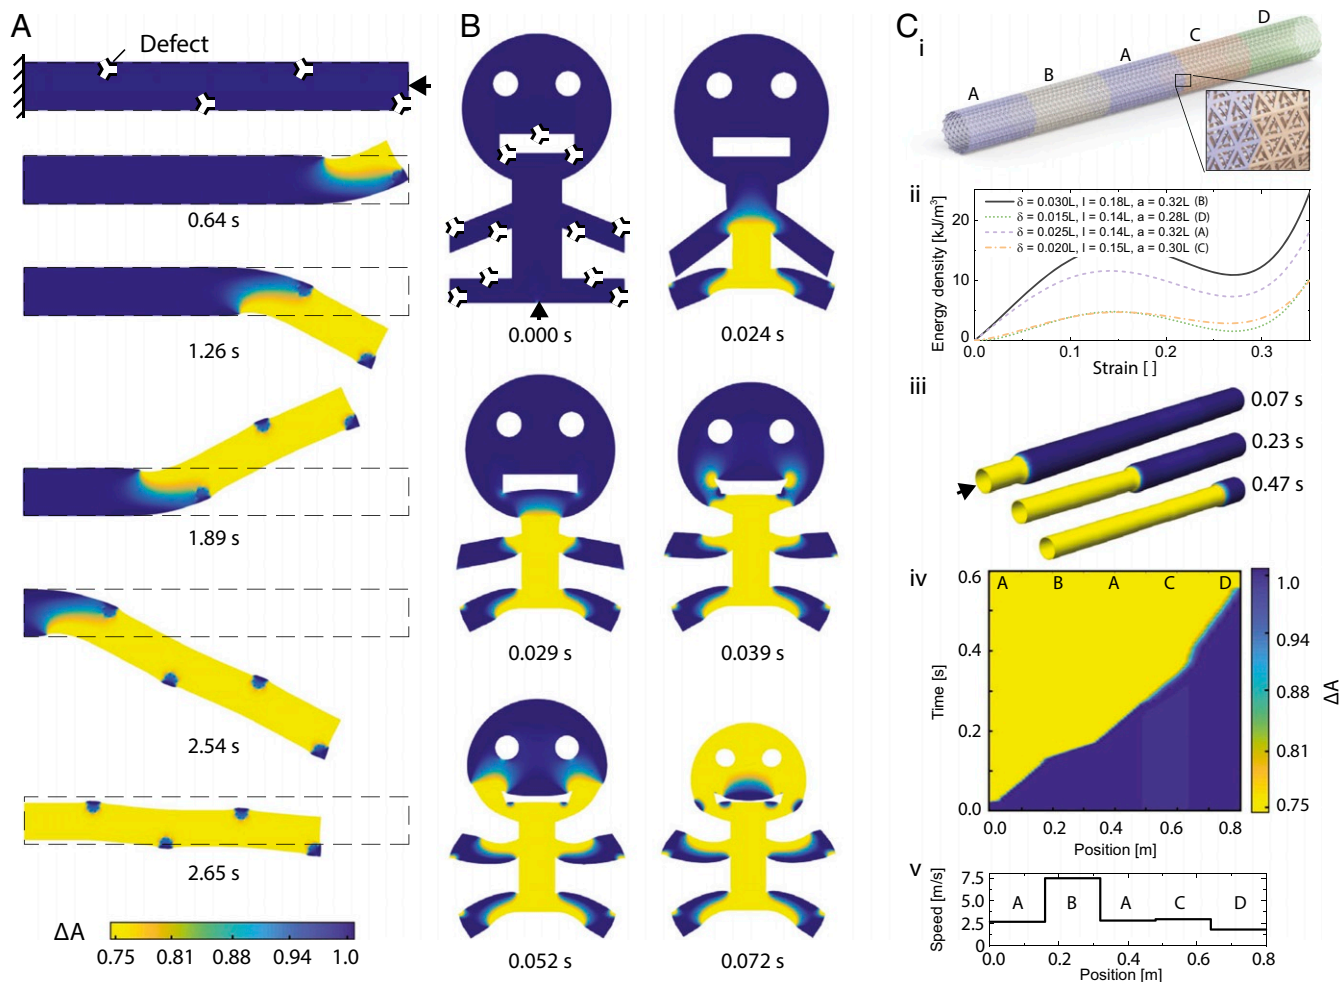 A
Defect
0.64 s
1.26 s
1.89 s
2.54 s
2.65 s
ΔA
0.75 0.81 0.88 0.94 1.0
B
0.000 s 0.024 s
0.029 s 0.039 s
0.052 s 0.072 s
C
i
A B A C D
ii
Energy density [kJ/m³]
20
10
0
δ = 0.030L, l = 0.18L, a = 0.32L (B)
δ = 0.015L, l = 0.14L, a = 0.28L (D)
δ = 0.025L, l = 0.14L, a = 0.32L (A)
δ = 0.020L, l = 0.15L, a = 0.30L (C)
0.0 0.1 0.2 0.3
Strain [ ]
iii
0.07 s
0.23 s
0.47 s
iv
Time [s]
0.6
0.4
0.2
0.0
A B A C D
0.0 0.2 0.4 0.6 0.8
Position [m]
1.0
0.94
0.88
0.81
0.75
ΔA
v
Speed [m/s]
7.5
5.0
2.5
0
A B A C D
0.0 0.2 0.4 0.6 0.8
Position [m]